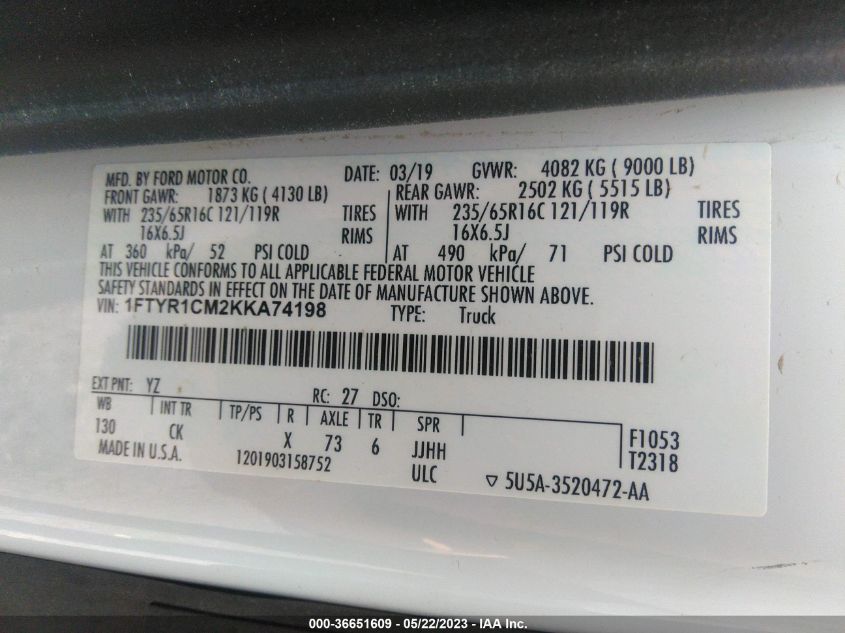 MFD. BY FORD MOTOR CO. DATE: 03/19 GVWR: 4082 KG ( 9000 LB)
FRONT GAWR: 1873 KG ( 4130 LB) REAR GAWR: 2502 KG ( 5515 LB)
WITH 235/65R16C 121/119R TIRES WITH 235/65R16C 121/119R TIRES
16X6.5J RIMS 16X6.5J RIMS
AT 360 kPa/ 52 PSI COLD AT 490 kPa/ 71 PSI COLD
THIS VEHICLE CONFORMS TO ALL APPLICABLE FEDERAL MOTOR VEHICLE
SAFETY STANDARDS IN EFFECT ON THE DATE OF MANUFACTURE SHOWN ABOVE.
VIN: 1FTYR1CM2KKA74198 TYPE: Truck
EXT PNT: YZ RC: 27 DSO:
WB INT TR TP/PS R AXLE TR SPR
130 CK X 73 6 JJHH F1053
MADE IN U.S.A. 1201903158752 ULC T2318
5U5A-3520472-AA
000-36651609 - 05/22/2023 - IAA Inc.